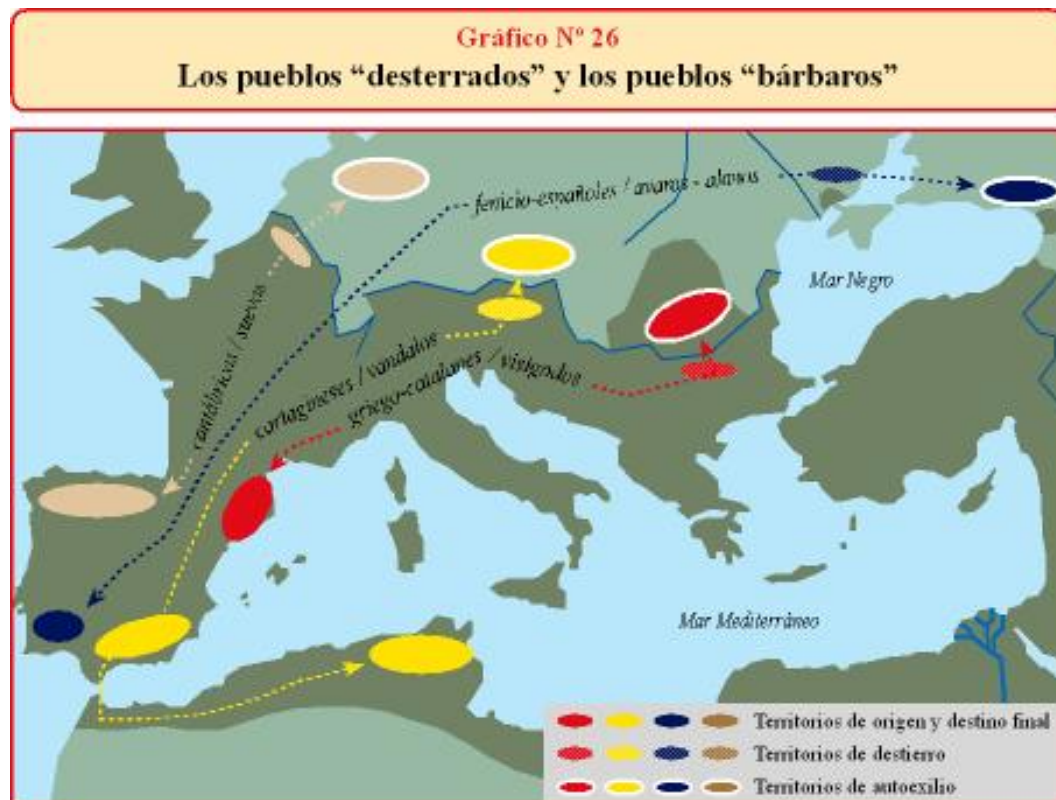 Gráfico Nº 26
Los pueblos “desterrados” y los pueblos “bárbaros”
fenicio-españoles / avaros - alanos
Mar Negro
cantábricos / suevos
cartagineses / vándalos
griego-catalanes / visigodos
Mar Mediterráneo
Territorios de origen y destino final
Territorios de destierro
Territorios de autoexilio